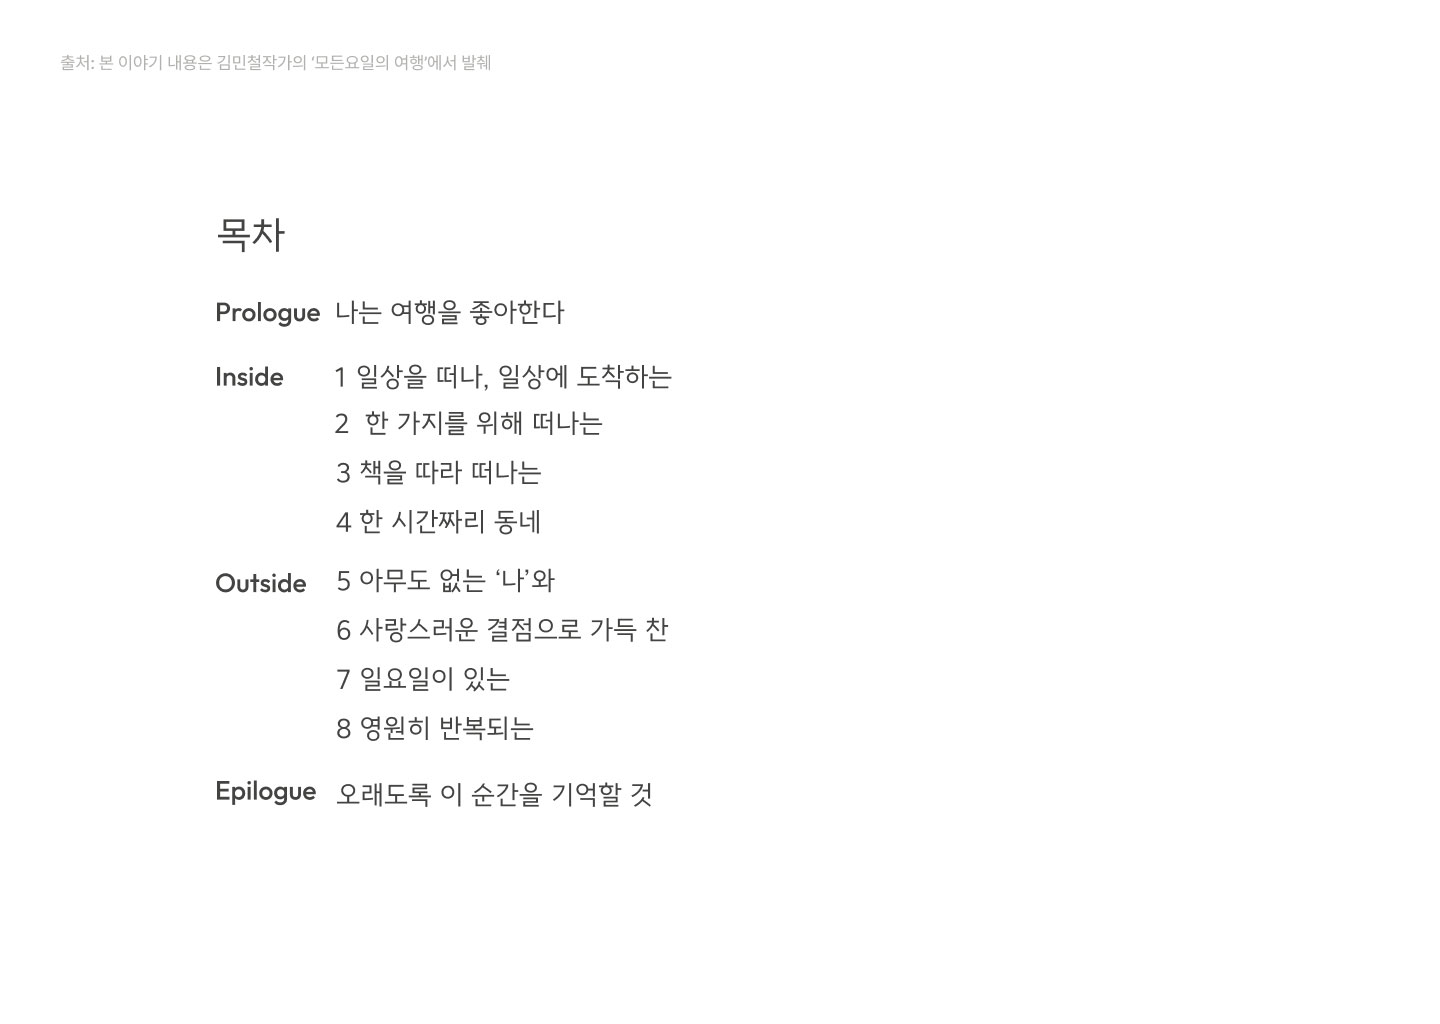 출처: 본 이야기 내용은 김민철작가의 '모든요일의 여행'에서 발췌
목차
Prologue 나는 여행을 좋아한다
Inside 1 일상을 떠나, 일상에 도착하는
2 한 가지를 위해 떠나는
3 책을 따라 떠나는
4 한 시간짜리 동네
Outside 5 아무도 없는 ‘나’와
6 사랑스러운 결점으로 가득 찬
7 일요일이 있는
8 영원히 반복되는
Epilogue 오래도록 이 순간을 기억할 것